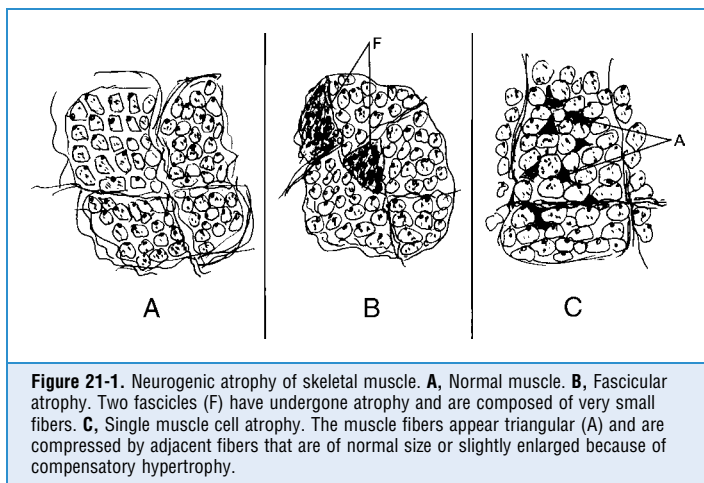 F
A
A
B
C
Figure 21-1. Neurogenic atrophy of skeletal muscle. A, Normal muscle. B, Fascicular
atrophy. Two fascicles (F) have undergone atrophy and are composed of very small
fibers. C, Single muscle cell atrophy. The muscle fibers appear triangular (A) and are
compressed by adjacent fibers that are of normal size or slightly enlarged because of
compensatory hypertrophy.